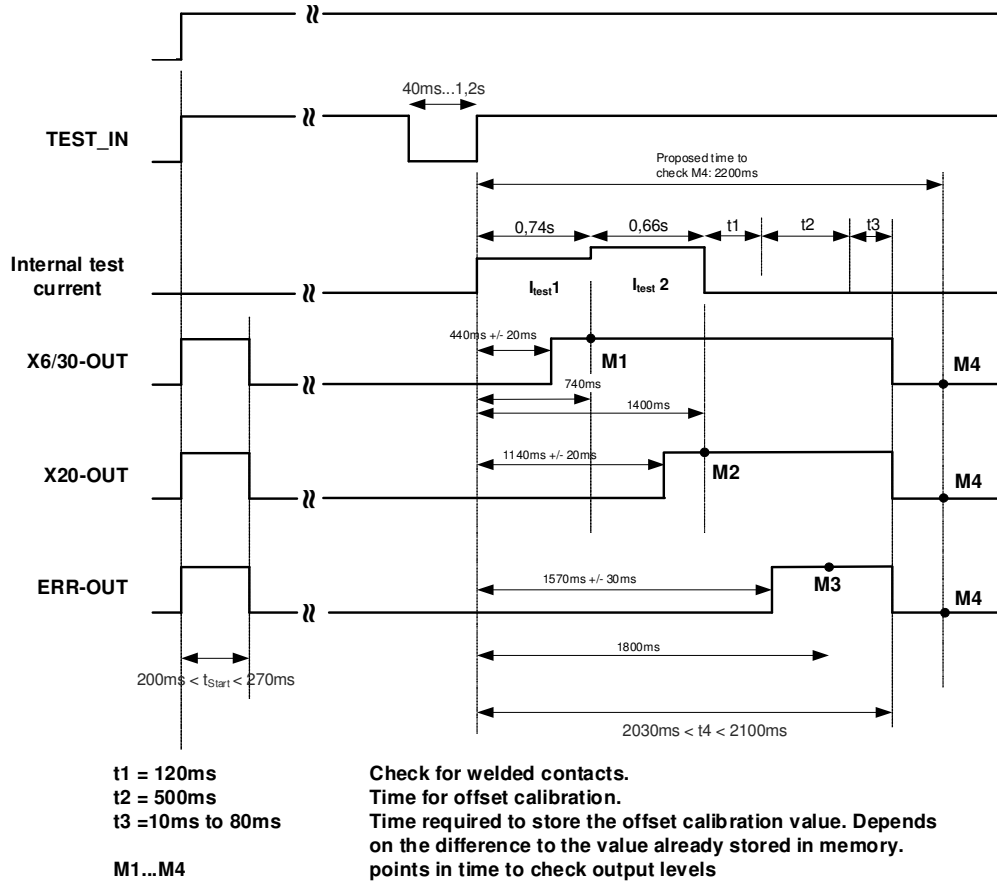 40ms...1,2s
TEST_IN
Proposed time to
check M4: 2200ms
0,74s 0,66s t1 t2 t3
Internal test
current
Itest1 Itest 2
440ms +/- 20ms
X6/30-OUT
M1 M4
740ms
1400ms
1140ms +/- 20ms
X20-OUT
M2 M4
1570ms +/- 30ms
ERR-OUT
M3 M4
1800ms
200ms < tStart < 270ms
2030ms < t4 < 2100ms
t1 = 120ms Check for welded contacts.
t2 = 500ms Time for offset calibration.
t3 =10ms to 80ms Time required to store the offset calibration value. Depends
on the difference to the value already stored in memory.
M1...M4 points in time to check output levels